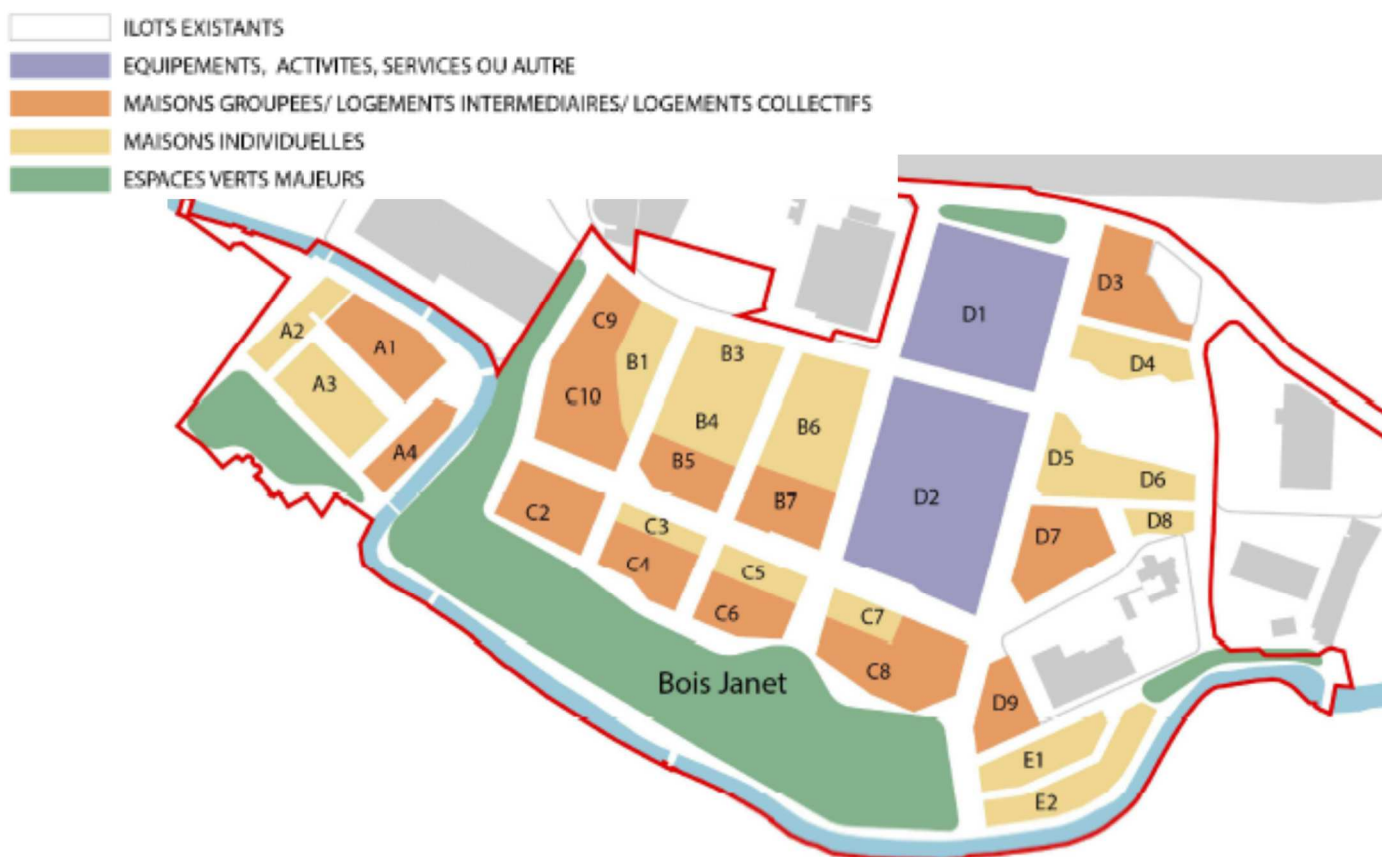 ILOTS EXISTANTS
EQUIPEMENTS, ACTIVITES, SERVICES OU AUTRE
MAISONS GROUPEES/ LOGEMENTS INTERMEDIAIRES/ LOGEMENTS COLLECTIFS
MAISONS INDIVIDUELLES
ESPACES VERTS MAJEURS
D3
D1
C9
A2
A1
B3
B1
D4
A3
C10
B4
B6
A4
B5
D5
D6
B7
D2
C2
C3
D8
D7
C4
C5
C6
C7
Bois Janet
C8
D9
E1
E2